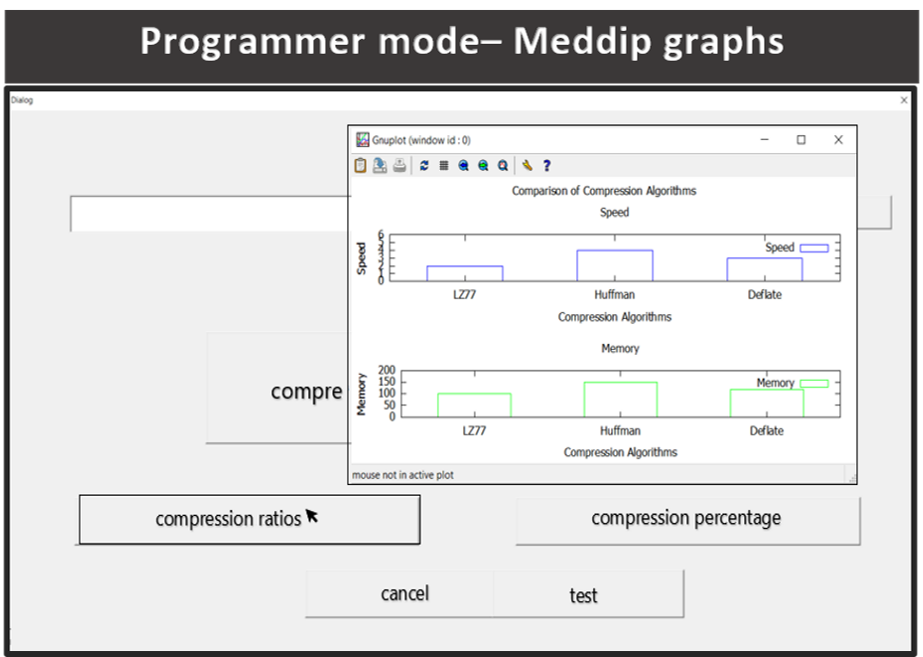 Programmer mode– Meddip graphs
Dialog
Gnuplot (window id : 0)
Comparison of Compression Algorithms
Speed
Speed
6
5
4
3
2
1
0
Speed
LZ77 Huffman Deflate
Compression Algorithms
Memory
Memory
200
150
100
50
0
Memory
LZ77 Huffman Deflate
Compression Algorithms
mouse not in active plot
compre
compression ratios
compression percentage
cancel
test